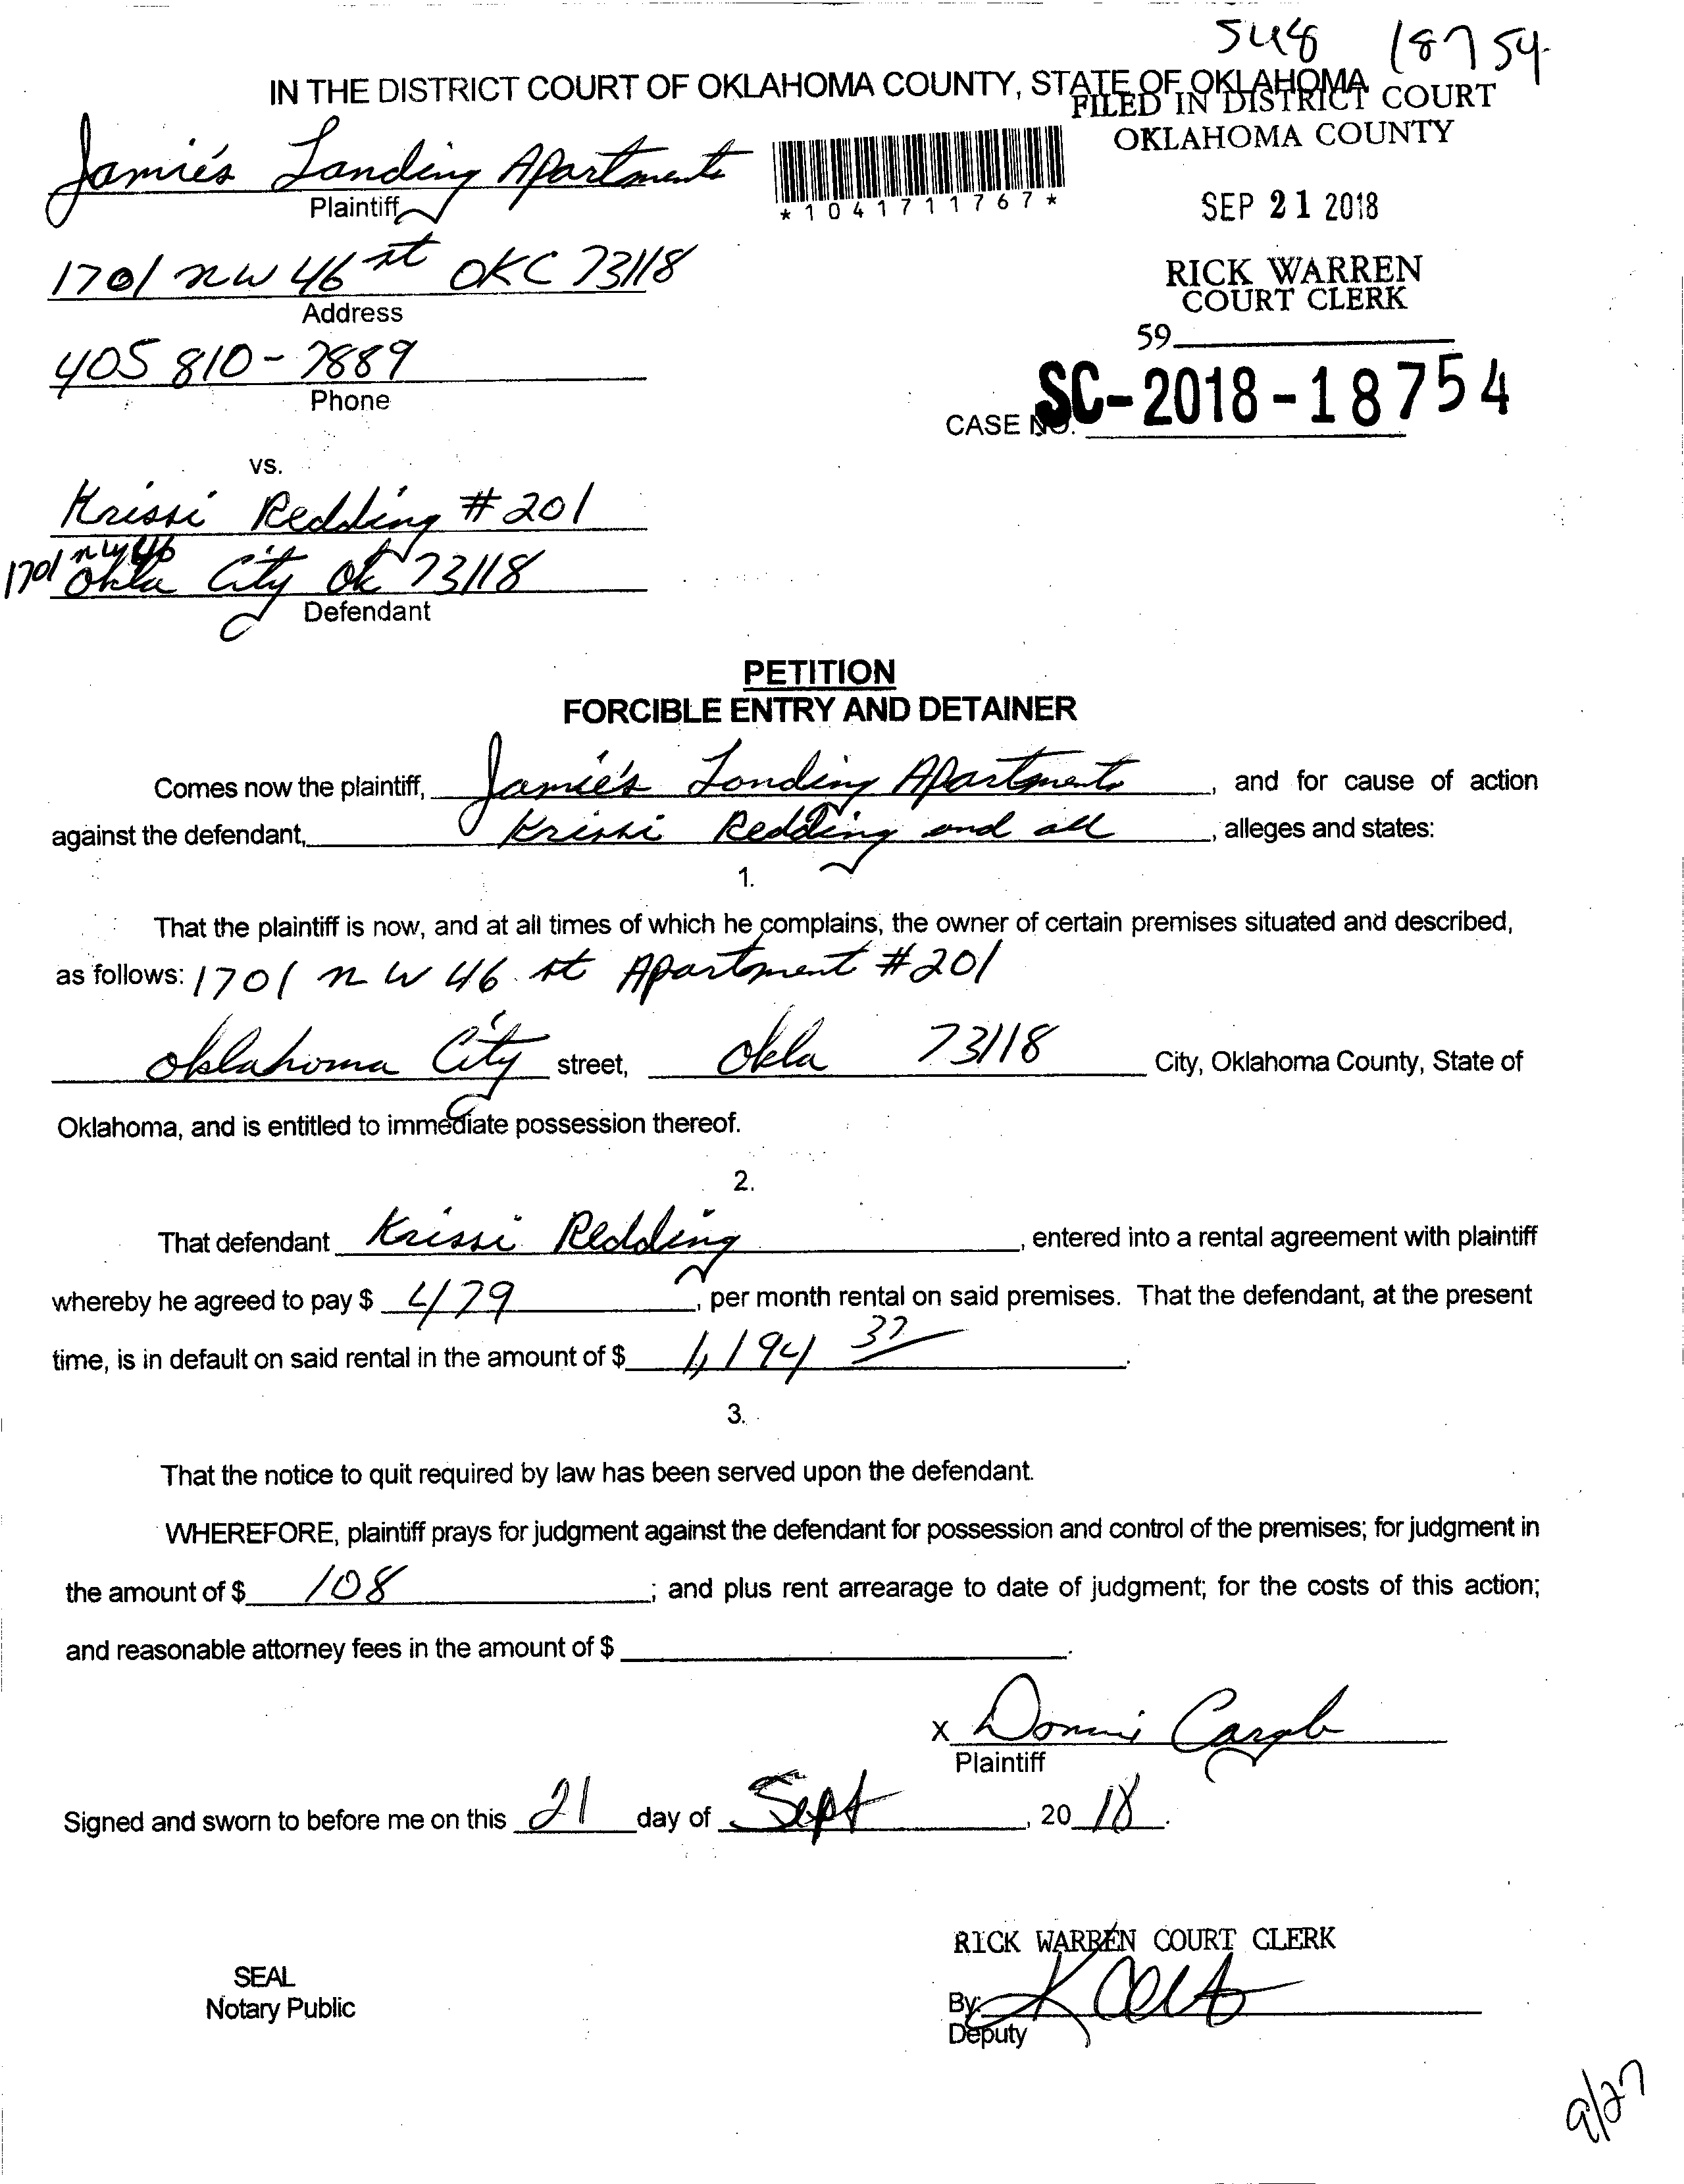 548 18754
IN THE DISTRICT COURT OF OKLAHOMA COUNTY, STATE OF OKLAHOMA
FILED IN DISTRICT COURT
OKLAHOMA COUNTY
Jamie's Landing Apartments
Plaintiff
*1041711767*
SEP 21 2018
1701 NW 46 st OKC 73118
Address
RICK WARREN
COURT CLERK
405 810-7889
Phone
59
CASE NO. SC-2018-18754
vs.
Krissi Redding #201
1701 NW 46
Okla City Ok 73118
Defendant
PETITION
FORCIBLE ENTRY AND DETAINER
Comes now the plaintiff, Jamie's Landing Apartments, and for cause of action
against the defendant, Krissi Redding and all, alleges and states:
1.
That the plaintiff is now, and at all times of which he complains, the owner of certain premises situated and described,
as follows: 1701 NW 46 st Apartment #201
Oklahoma City street, Okla 73118 City, Oklahoma County, State of
Oklahoma, and is entitled to immediate possession thereof.
2.
That defendant Krissi Redding, entered into a rental agreement with plaintiff
whereby he agreed to pay $ 479, per month rental on said premises. That the defendant, at the present
time, is in default on said rental in the amount of $ 1,194 37.
3.
That the notice to quit required by law has been served upon the defendant.
WHEREFORE, plaintiff prays for judgment against the defendant for possession and control of the premises; for judgment in
the amount of $ 108; and plus rent arrearage to date of judgment; for the costs of this action;
and reasonable attorney fees in the amount of $ .
X
Plaintiff
Signed and sworn to before me on this 21 day of Sept, 2018.
RICK WARREN COURT CLERK
SEAL
Notary Public
By:
Deputy
9/27